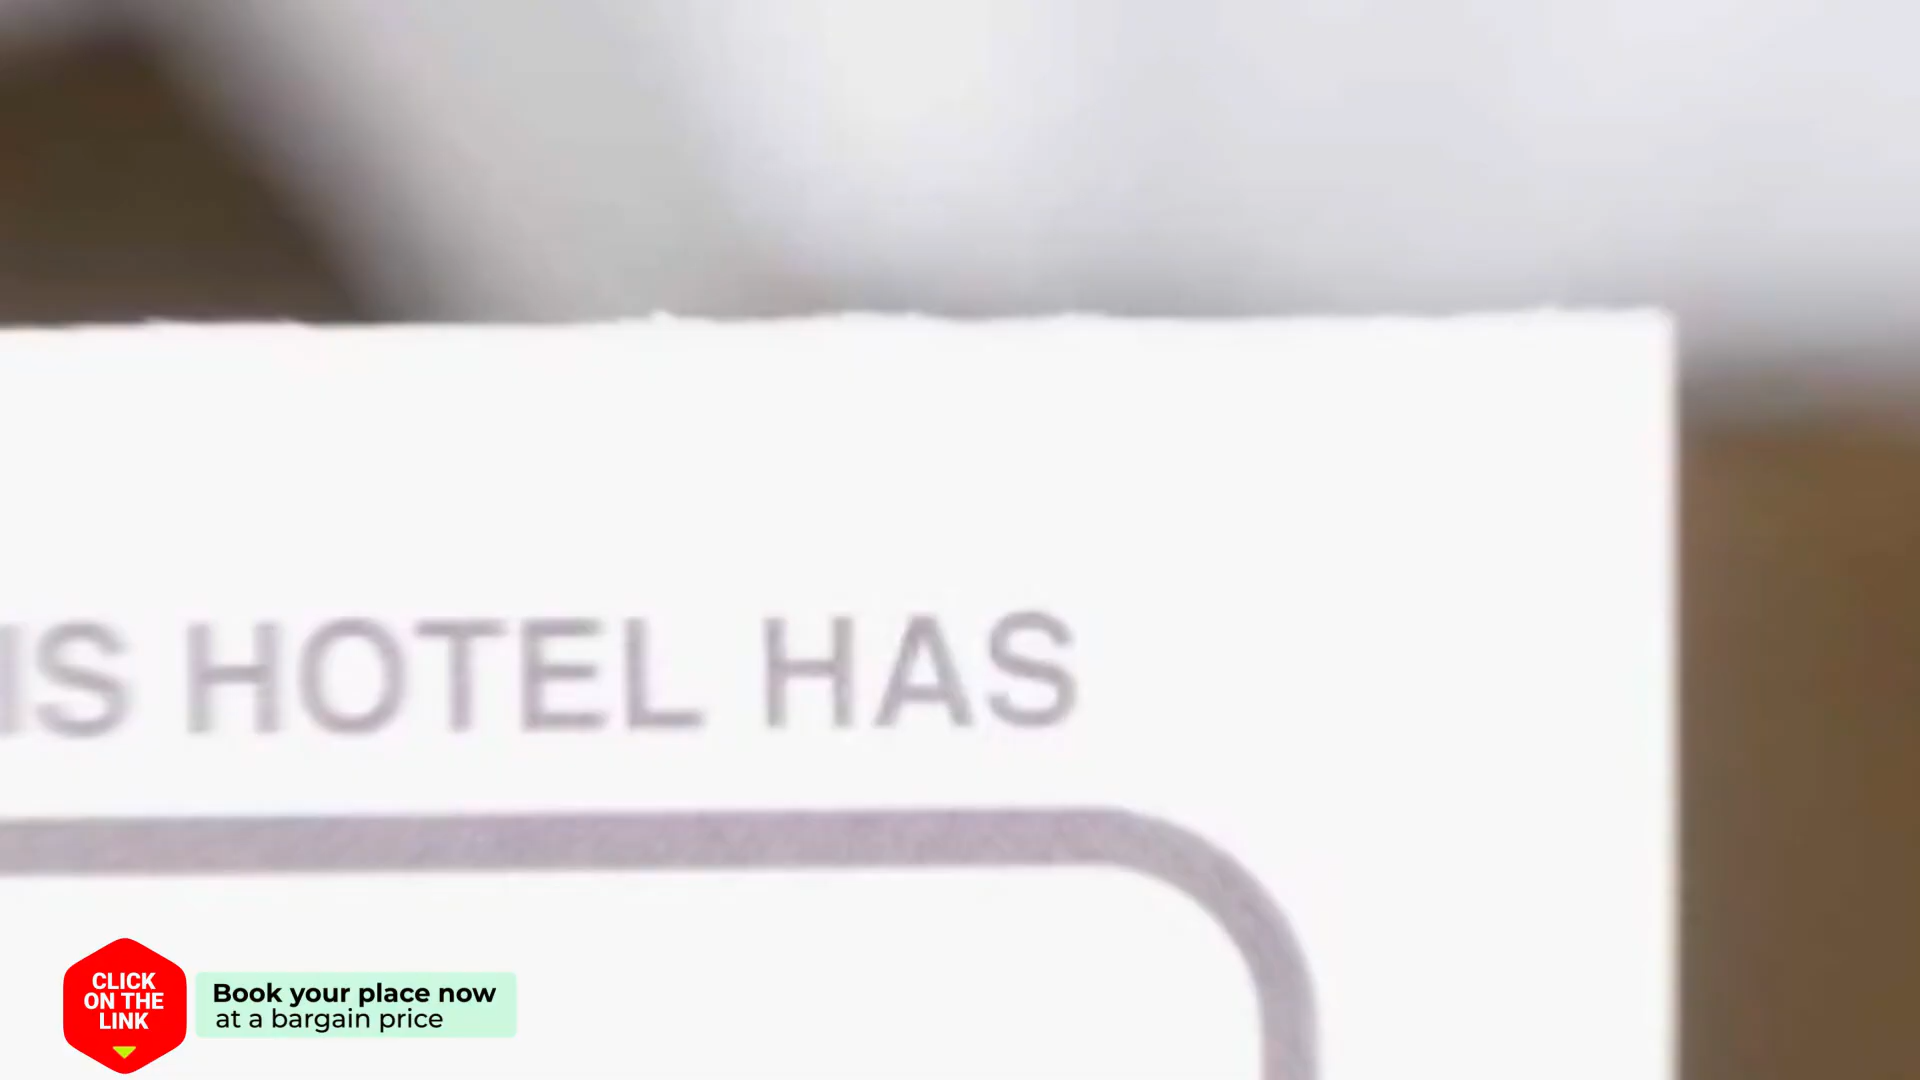 IS HOTEL HAS
CLICK
ON THE
LINK
Book your place now
at a bargain price